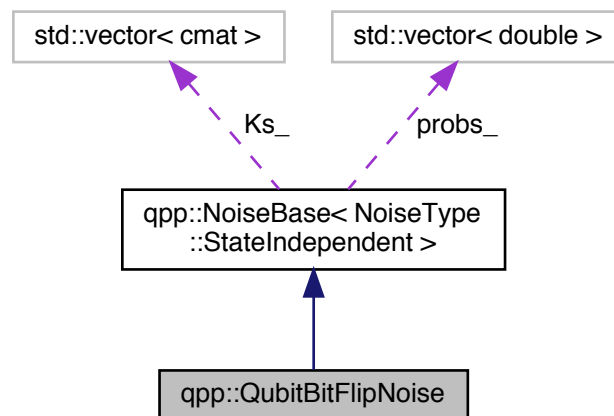 std::vector< cmat >
std::vector< double >
Ks_
probs_
qpp::NoiseBase< NoiseType
::StateIndependent >
qpp::QubitBitFlipNoise